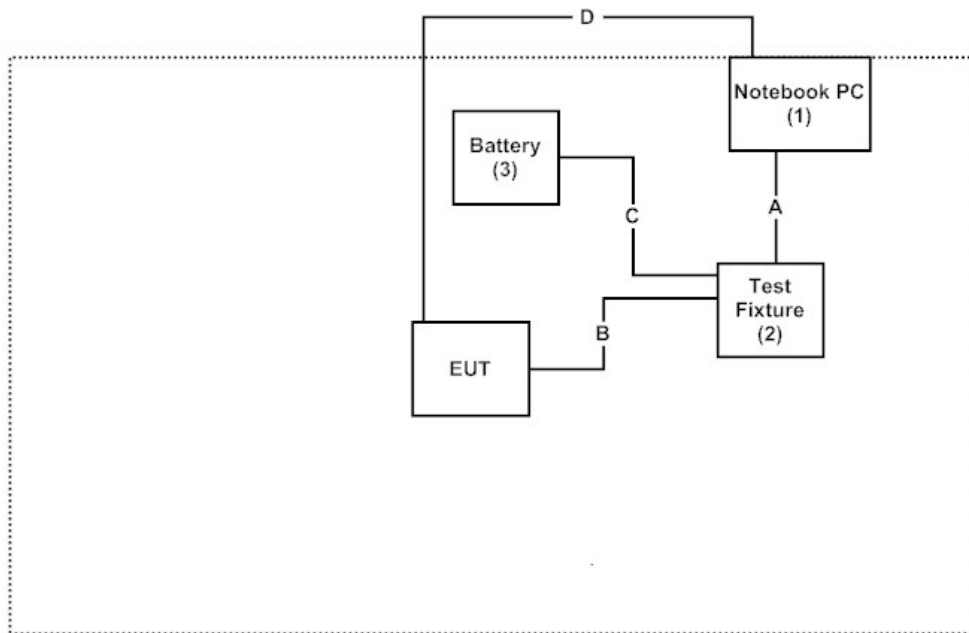 D
Notebook PC
(1)
Battery
(3)
C
A
Test
Fixture
(2)
B
EUT